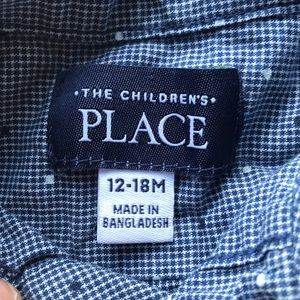 • THE CHILDREN'S •
PLACE
12-18M
MADE IN
BANGLADESH